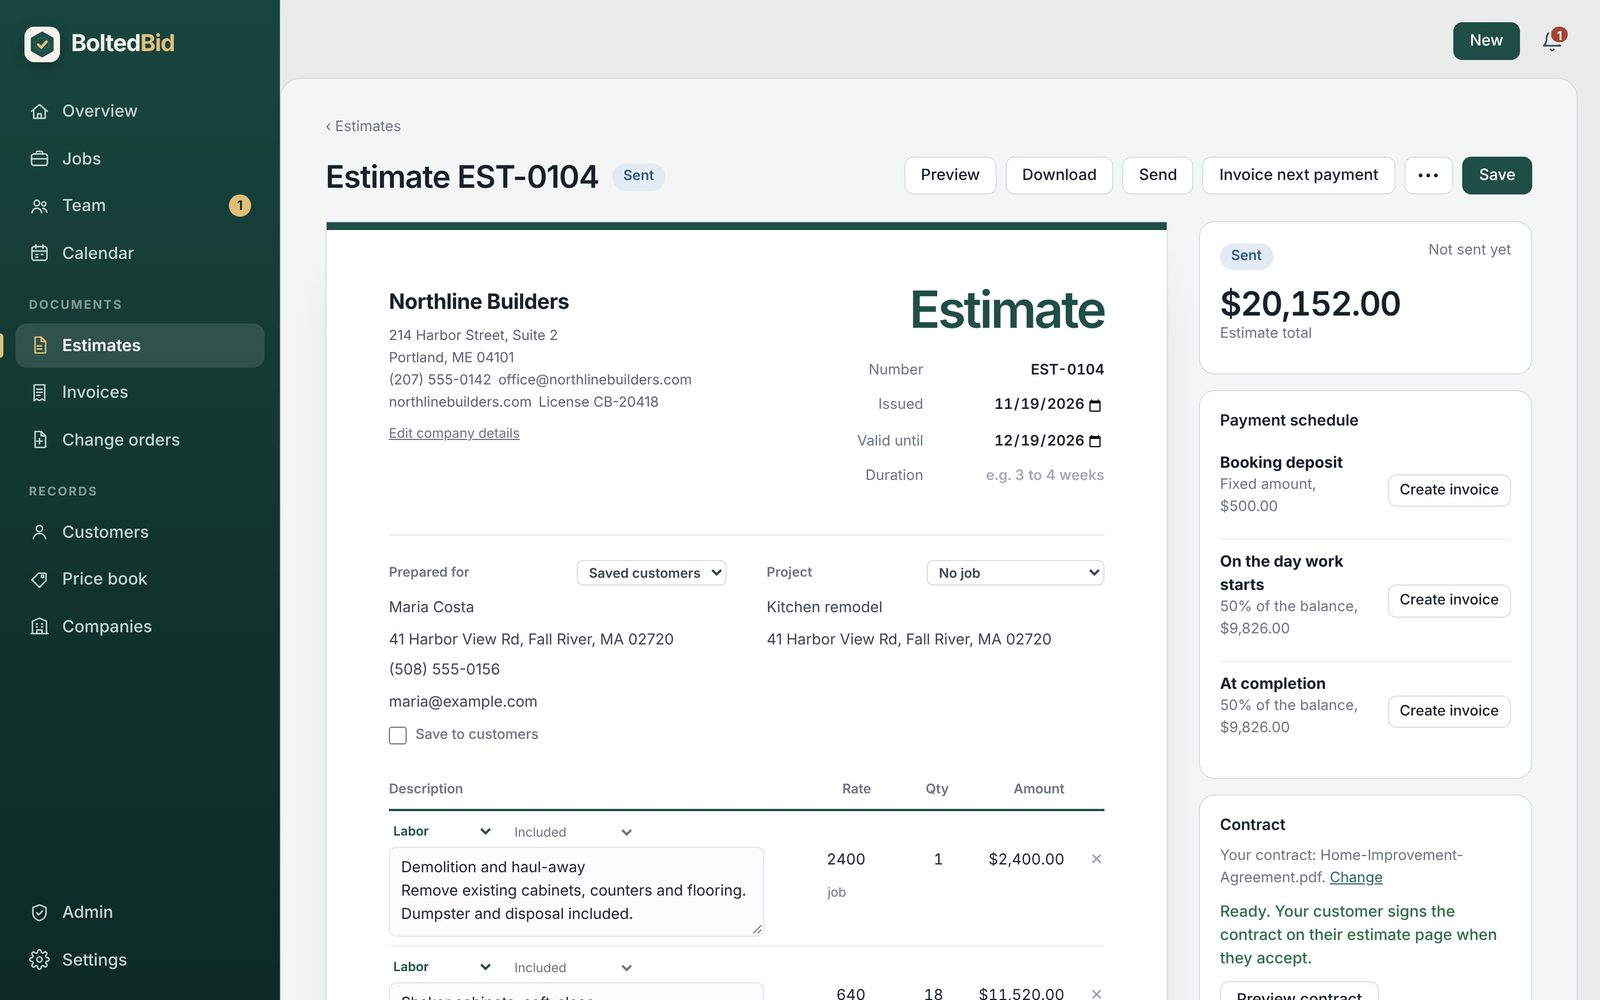 BoltedBid
Overview
Jobs
Team 1
Calendar
DOCUMENTS
Estimates
Invoices
Change orders
RECORDS
Customers
Price book
Companies
Admin
Settings
New
1
‹ Estimates
Estimate EST-0104 Sent
Preview Download Send Invoice next payment ••• Save
Northline Builders
214 Harbor Street, Suite 2
Portland, ME 04101
(207) 555-0142 office@northlinebuilders.com
northlinebuilders.com License CB-20418
Edit company details
Estimate
Number EST-0104
Issued 11/19/2026
Valid until 12/19/2026
Duration e.g. 3 to 4 weeks
Prepared for Saved customers
Maria Costa
41 Harbor View Rd, Fall River, MA 02720
(508) 555-0156
maria@example.com
Save to customers
Project No job
Kitchen remodel
41 Harbor View Rd, Fall River, MA 02720
Description Rate Qty Amount
Labor Included
Demolition and haul-away
Remove existing cabinets, counters and flooring.
Dumpster and disposal included.
2400 1 $2,400.00 ×
job
Labor Included
640 18 $11,520.00 ×
Sent Not sent yet
$20,152.00
Estimate total
Payment schedule
Booking deposit
Fixed amount,
$500.00
Create invoice
On the day work
starts
50% of the balance,
$9,826.00
Create invoice
At completion
50% of the balance,
$9,826.00
Create invoice
Contract
Your contract: Home-Improvement-
Agreement.pdf. Change
Ready. Your customer signs the
contract on their estimate page when
they accept.
Preview contract